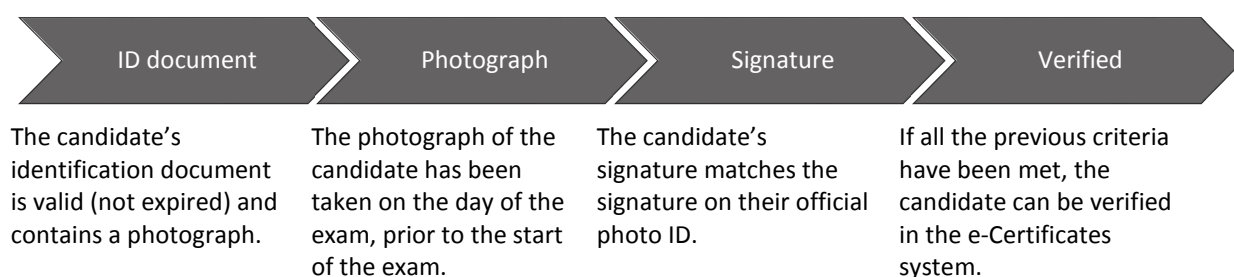 ID document
Photograph
Signature
Verified
The candidate’s
identification document
is valid (not expired) and
contains a photograph.
The photograph of the
candidate has been
taken on the day of the
exam, prior to the start
of the exam.
The candidate’s
signature matches the
signature on their official
photo ID.
If all the previous criteria
have been met, the
candidate can be verified
in the e-Certificates
system.